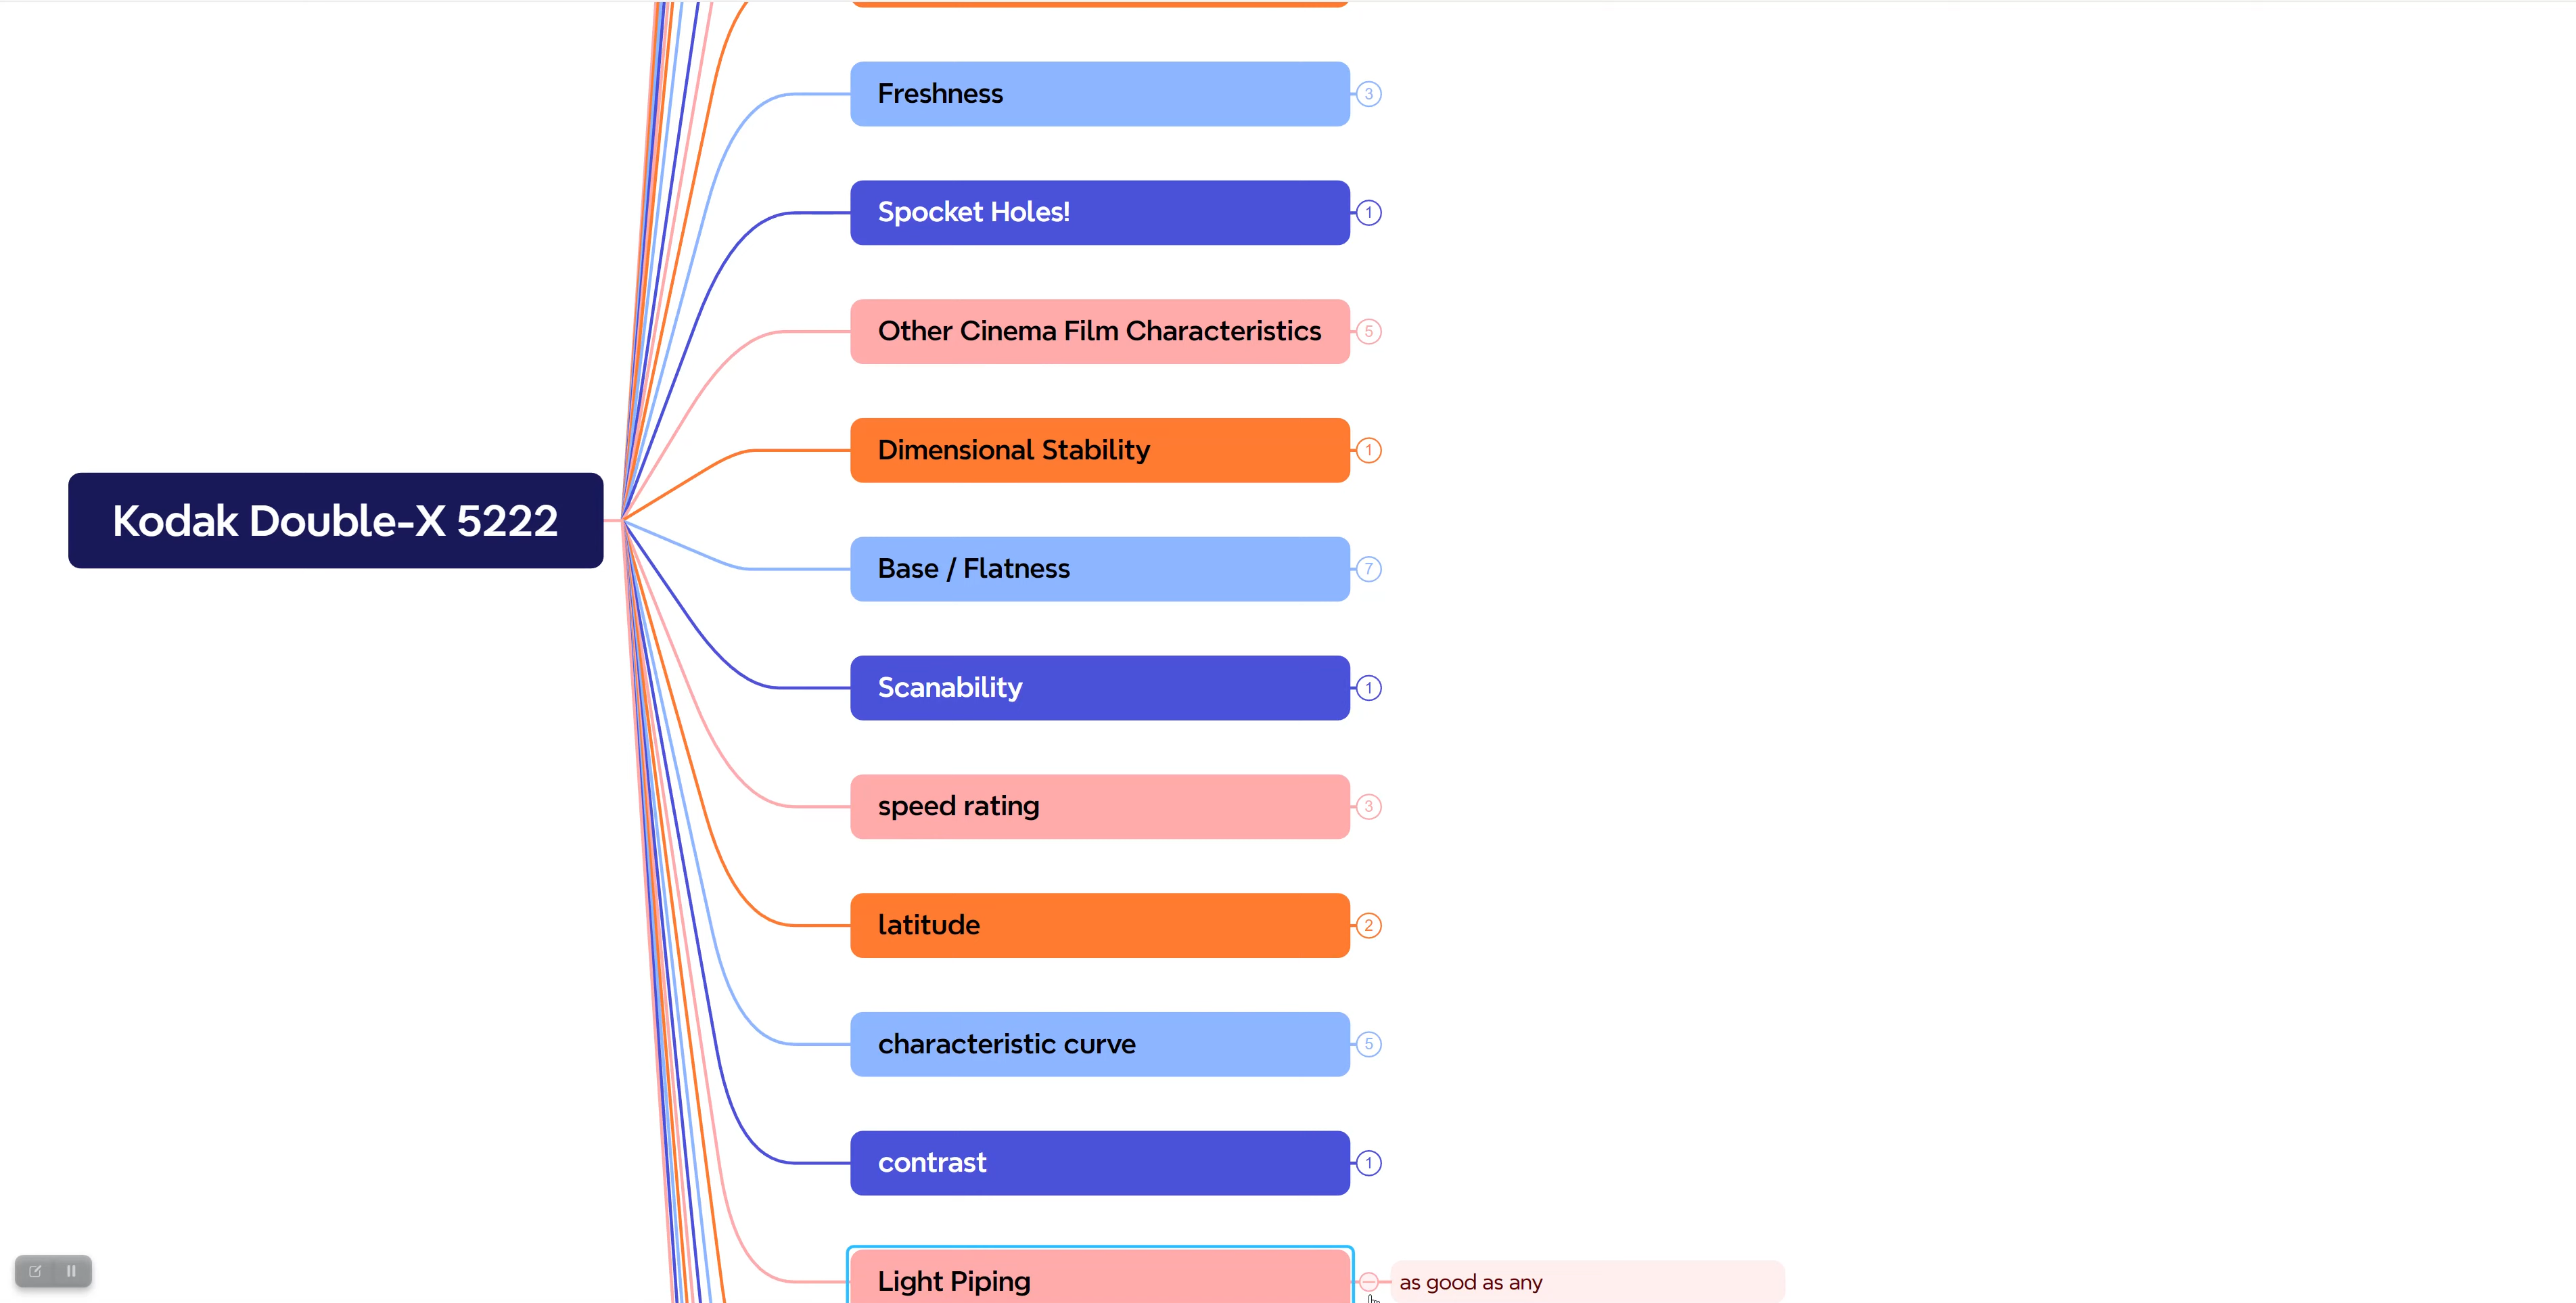 Kodak Double-X 5222
Freshness
3
Spocket Holes!
1
Other Cinema Film Characteristics
5
Dimensional Stability
1
Base / Flatness
7
Scanability
1
speed rating
3
latitude
2
characteristic curve
5
contrast
1
Light Piping
as good as any